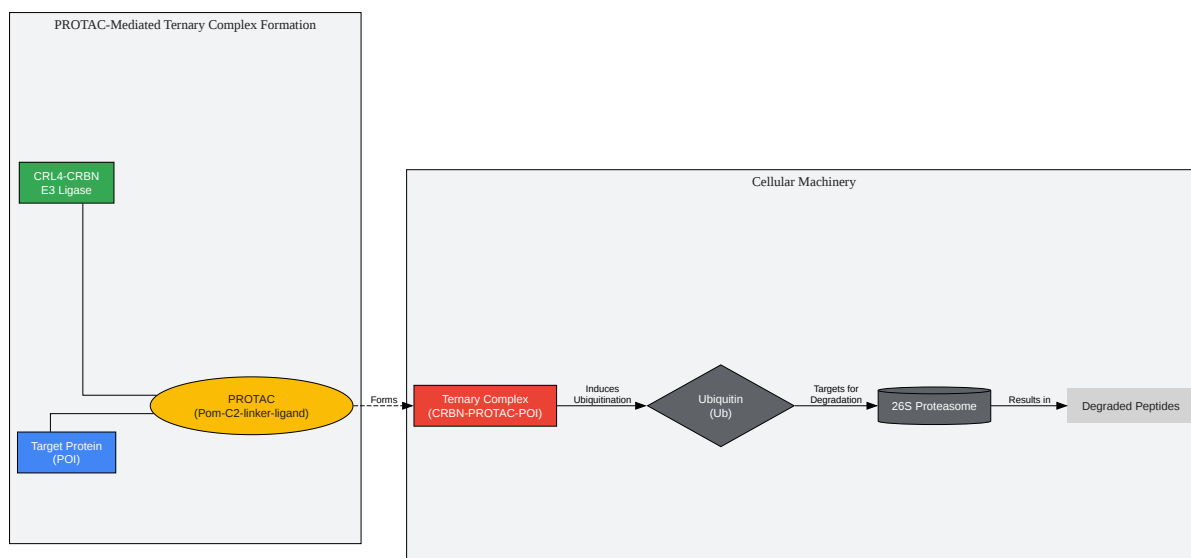 PROTAC-Mediated Ternary Complex Formation
CRL4-CRBN
E3 Ligase
PROTAC
(Pom-C2-linker-ligand)
Target Protein
(POI)
Forms
Cellular Machinery
Ternary Complex
(CRBN-PROTAC-POI)
Induces
Ubiquitination
Ubiquitin
(Ub)
Targets for
Degradation
26S Proteasome
Results in
Degraded Peptides